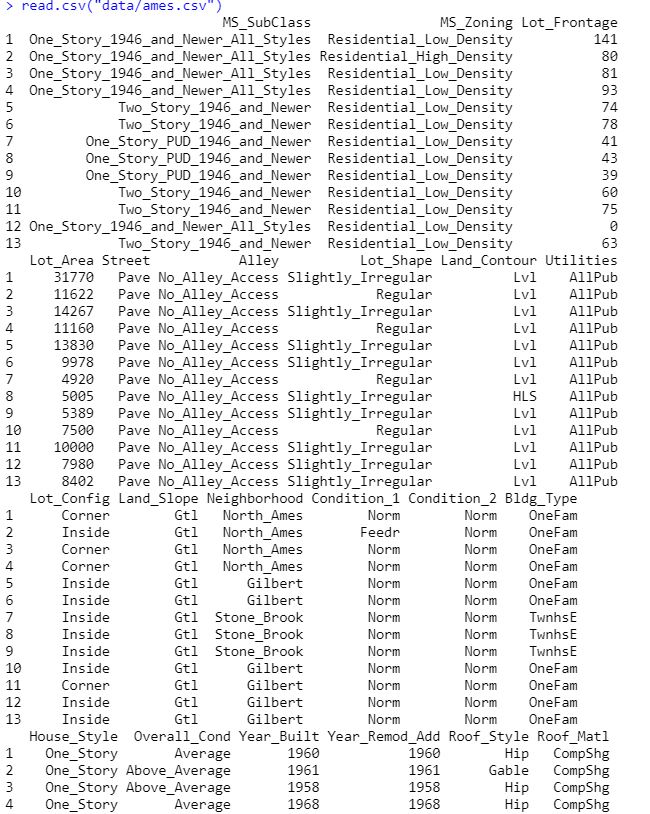 > read.csv("data/ames.csv")
MS_SubClass MS_Zoning Lot_Frontage
1 One_Story_1946_and_Newer_All_Styles Residential_Low_Density 141
2 One_Story_1946_and_Newer_All_Styles Residential_High_Density 80
3 One_Story_1946_and_Newer_All_Styles Residential_Low_Density 81
4 One_Story_1946_and_Newer_All_Styles Residential_Low_Density 93
5 Two_Story_1946_and_Newer Residential_Low_Density 74
6 Two_Story_1946_and_Newer Residential_Low_Density 78
7 One_Story_PUD_1946_and_Newer Residential_Low_Density 41
8 One_Story_PUD_1946_and_Newer Residential_Low_Density 43
9 One_Story_PUD_1946_and_Newer Residential_Low_Density 39
10 Two_Story_1946_and_Newer Residential_Low_Density 60
11 Two_Story_1946_and_Newer Residential_Low_Density 75
12 One_Story_1946_and_Newer_All_Styles Residential_Low_Density 0
13 Two_Story_1946_and_Newer Residential_Low_Density 63
Lot_Area Street Alley Lot_Shape Land_Contour Utilities
1 31770 Pave No_Alley_Access Slightly_Irregular Lvl AllPub
2 11622 Pave No_Alley_Access Regular Lvl AllPub
3 14267 Pave No_Alley_Access Slightly_Irregular Lvl AllPub
4 11160 Pave No_Alley_Access Regular Lvl AllPub
5 13830 Pave No_Alley_Access Slightly_Irregular Lvl AllPub
6 9978 Pave No_Alley_Access Slightly_Irregular Lvl AllPub
7 4920 Pave No_Alley_Access Regular Lvl AllPub
8 5005 Pave No_Alley_Access Slightly_Irregular HLS AllPub
9 5389 Pave No_Alley_Access Slightly_Irregular Lvl AllPub
10 7500 Pave No_Alley_Access Regular Lvl AllPub
11 10000 Pave No_Alley_Access Slightly_Irregular Lvl AllPub
12 7980 Pave No_Alley_Access Slightly_Irregular Lvl AllPub
13 8402 Pave No_Alley_Access Slightly_Irregular Lvl AllPub
Lot_Config Land_Slope Neighborhood Condition_1 Condition_2 Bldg_Type
1 Corner Gtl North_Ames Norm Norm OneFam
2 Inside Gtl North_Ames Feedr Norm OneFam
3 Corner Gtl North_Ames Norm Norm OneFam
4 Corner Gtl North_Ames Norm Norm OneFam
5 Inside Gtl Gilbert Norm Norm OneFam
6 Inside Gtl Gilbert Norm Norm OneFam
7 Inside Gtl Stone_Brook Norm Norm TwnhsE
8 Inside Gtl Stone_Brook Norm Norm TwnhsE
9 Inside Gtl Stone_Brook Norm Norm TwnhsE
10 Inside Gtl Gilbert Norm Norm OneFam
11 Corner Gtl Gilbert Norm Norm OneFam
12 Inside Gtl Gilbert Norm Norm OneFam
13 Inside Gtl Gilbert Norm Norm OneFam
House_Style Overall_Cond Year_Built Year_Remod_Add Roof_Style Roof_Matl
1 One_Story Average 1960 1960 Hip CompShg
2 One_Story Above_Average 1961 1961 Gable CompShg
3 One_Story Above_Average 1958 1958 Hip CompShg
4 One_Story Average 1968 1968 Hip CompShg